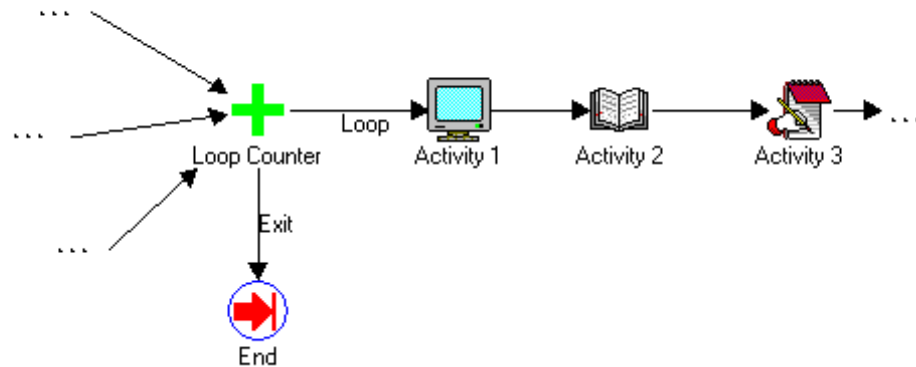 ...
...
Loop
...
Loop Counter
Activity 1
Activity 2
Activity 3
...
Exit
End